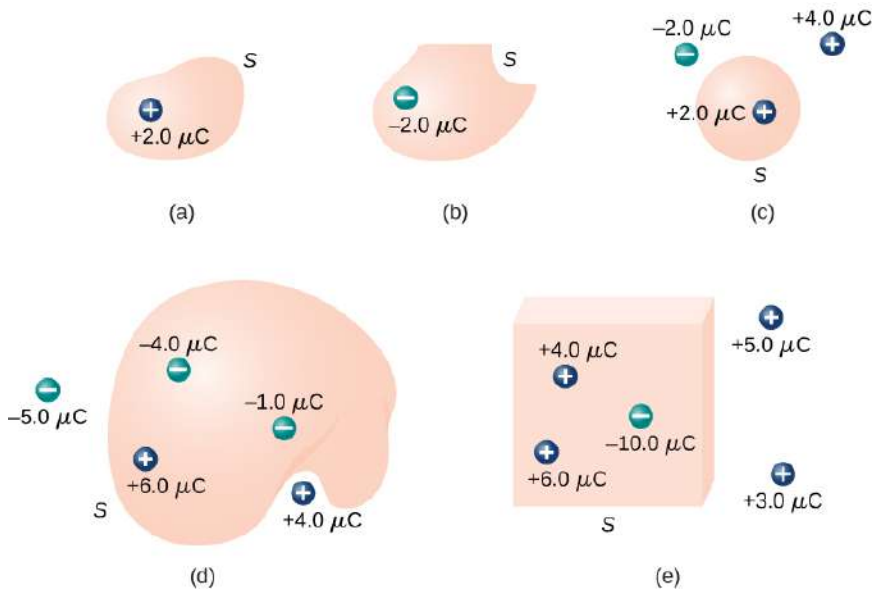 S
+2.0 μC
(a)
S
–2.0 μC
(b)
–2.0 μC
+4.0 μC
+2.0 μC
S
(c)
–4.0 μC
–1.0 μC
–5.0 μC
+6.0 μC
S
+4.0 μC
(d)
+5.0 μC
+4.0 μC
–10.0 μC
+6.0 μC
+3.0 μC
S
(e)